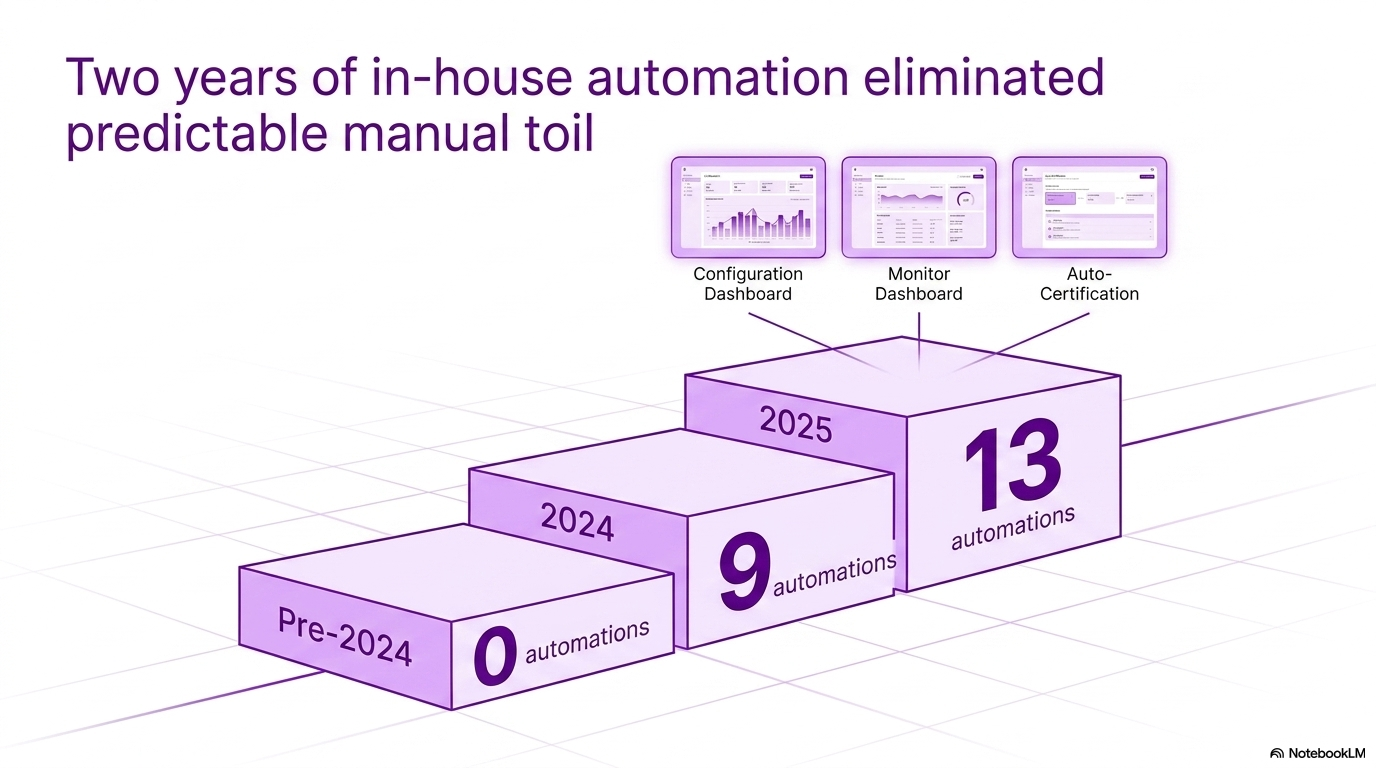 Two years of in-house automation eliminated
predictable manual toil
Configuration
Dashboard
Monitor
Dashboard
Auto-
Certification
2025
13
automations
2024
9 automations
Pre-2024
0 automations
NotebookLM